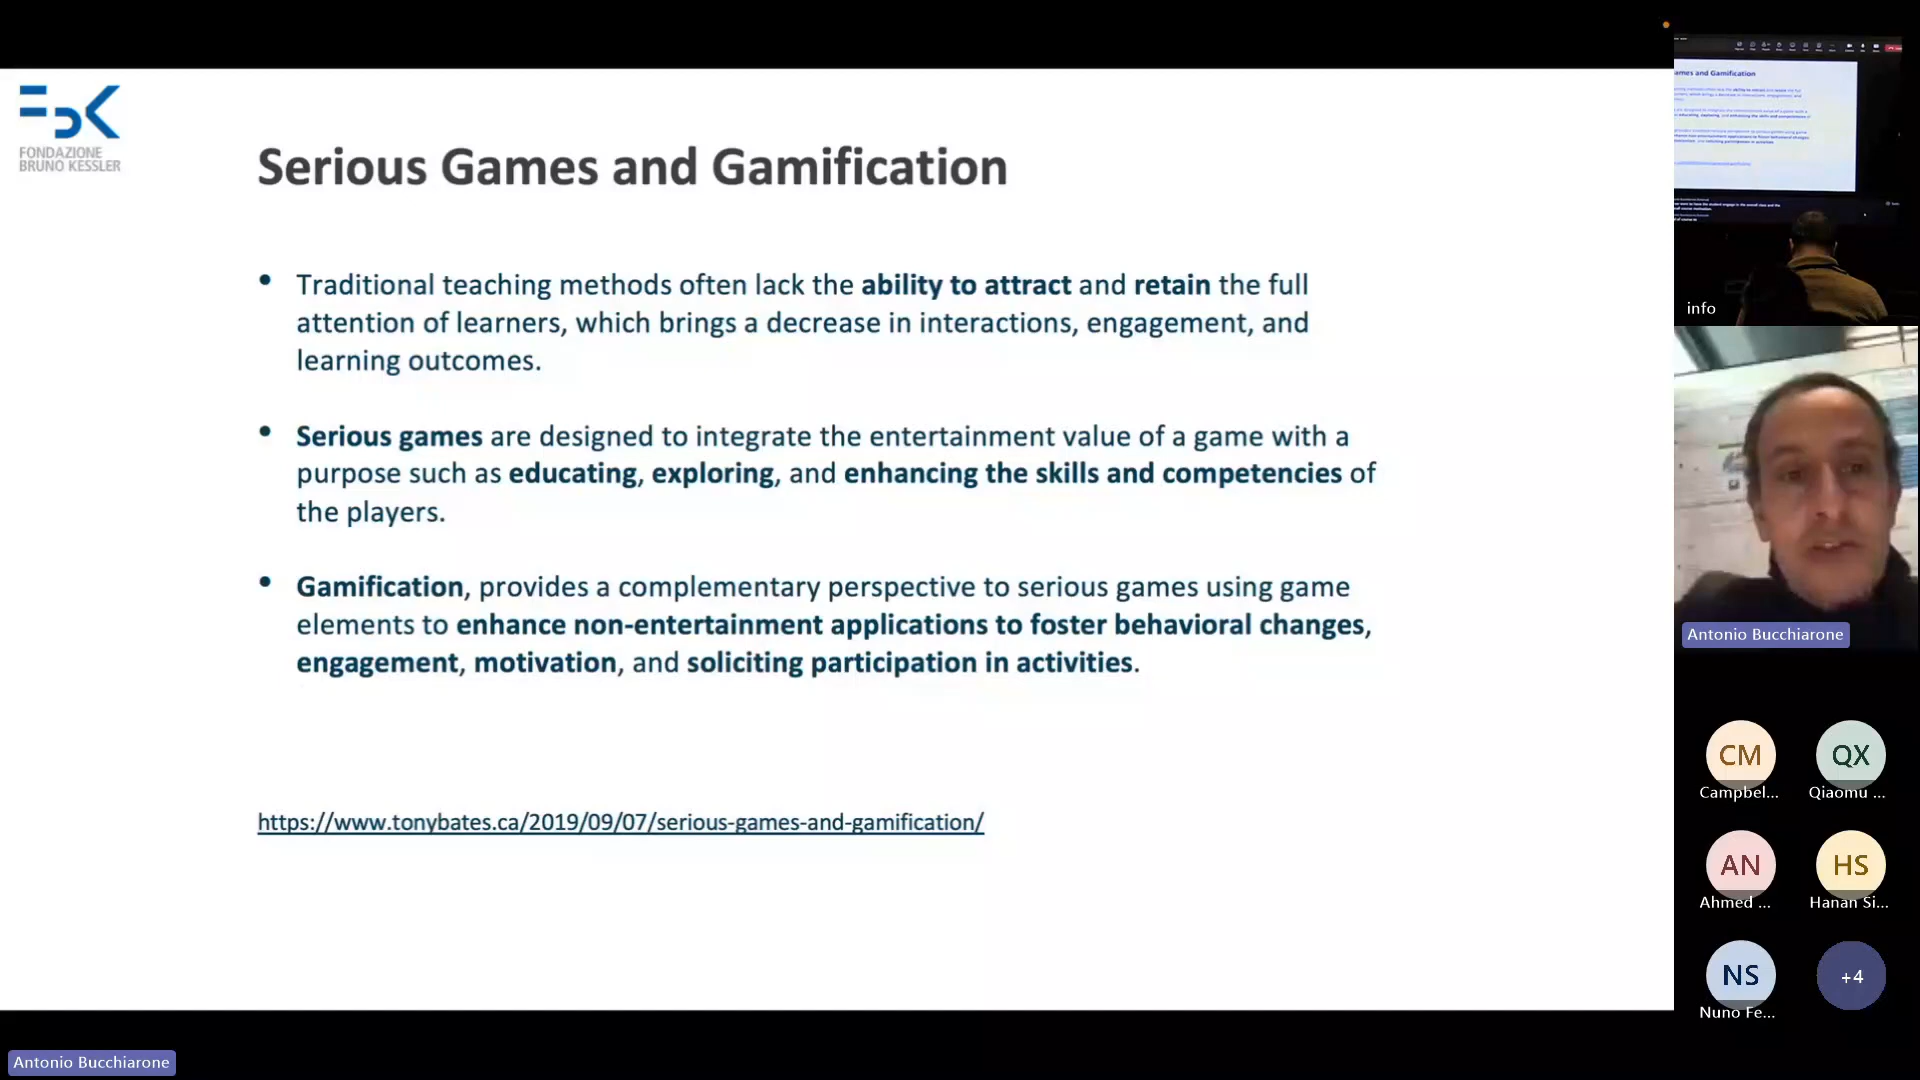 FONDAZIONE
BRUNO KESSLER
Serious Games and Gamification
• Traditional teaching methods often lack the ability to attract and retain the full
attention of learners, which brings a decrease in interactions, engagement, and
learning outcomes.
• Serious games are designed to integrate the entertainment value of a game with a
purpose such as educating, exploring, and enhancing the skills and competencies of
the players.
• Gamification, provides a complementary perspective to serious games using game
elements to enhance non-entertainment applications to foster behavioral changes,
engagement, motivation, and soliciting participation in activities.
https://www.tonybates.ca/2019/09/07/serious-games-and-gamification/
Antonio Bucchiarone
ames and Gamification
info
Antonio Bucchiarone
CM
QX
Campbel...
Qiaomu ...
AN
HS
Ahmed ...
Hanan Si...
NS
+4
Nuno Fe...